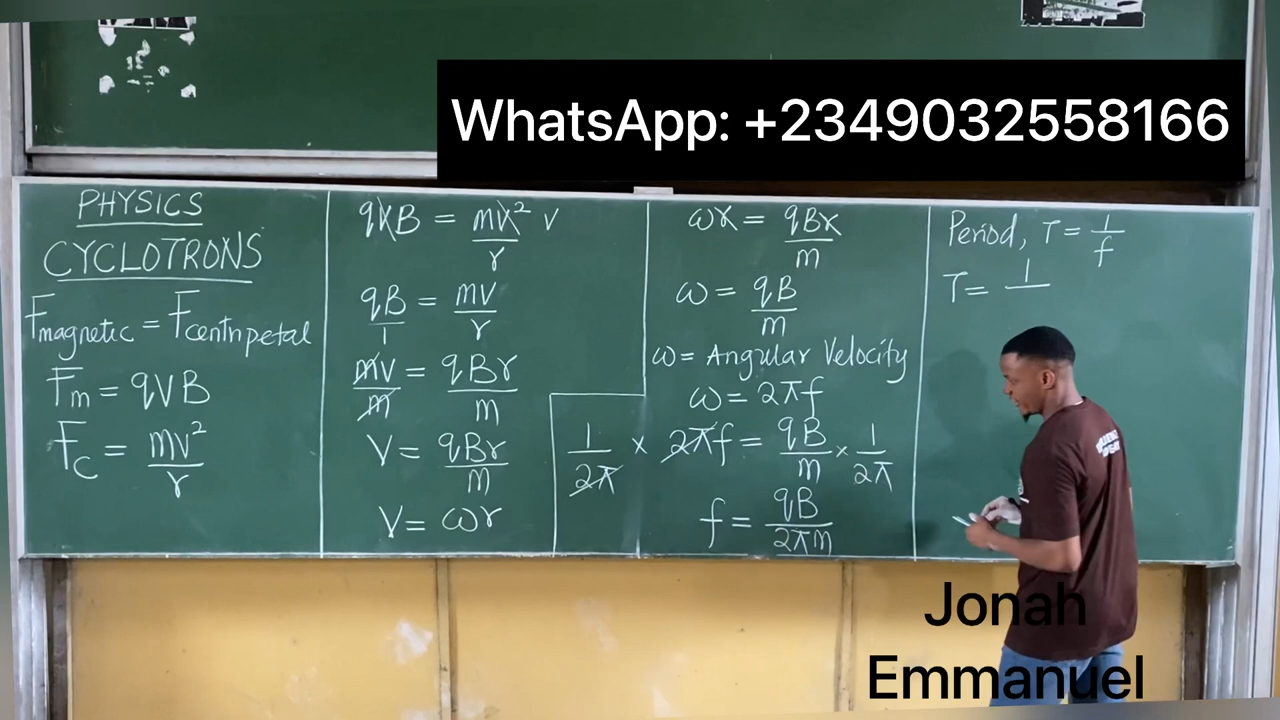 WhatsApp: +2349032558166
PHYSICS
CYCLOTRONS
Fmagnetic = Fcentripetal
Fm = qVB
Fc = mv²/r
qvB = mv²/r v
qB/1 = mv/r
mv/m = qBr/m
V = qBr/m
V = ωr
ωr = qBr/m
ω = qB/m
ω = Angular Velocity
ω = 2πf
1/2π × 2πf = qB/m × 1/2π
f = qB/2πm
Period, T = 1/f
T = 1/
Jonah
Emmanuel